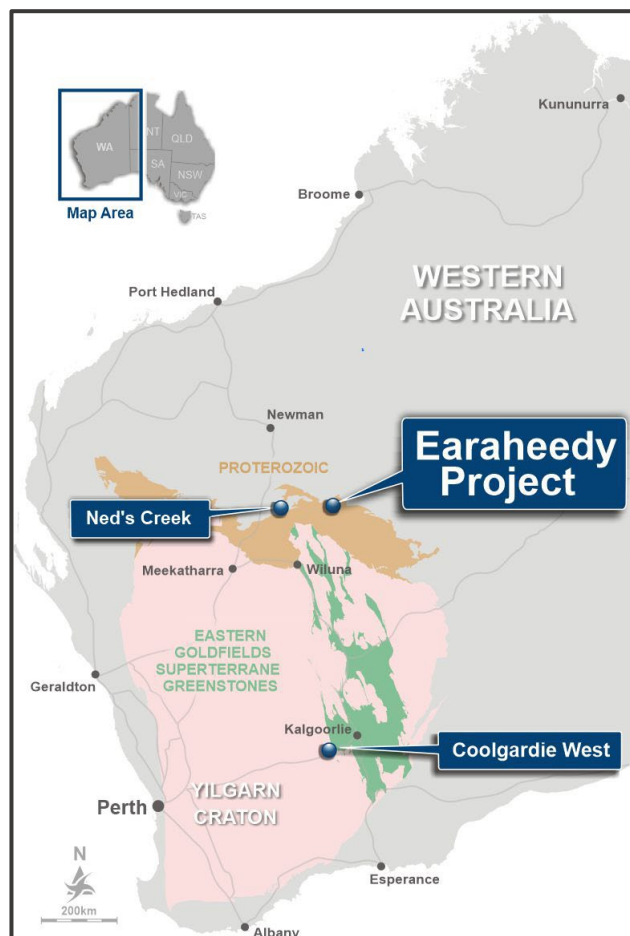 Kununurra
WA
NT
QLD
SA
NSW
VIC
TAS
Map Area
Broome
WESTERN
AUSTRALIA
Port Hedland
Newman
Earaheedy
Project
PROTEROZOIC
Ned's Creek
Meekatharra
Wiluna
EASTERN
GOLDFIELDS
SUPERTERRANE
GREENSTONES
Geraldton
Kalgoorlie
Coolgardie West
YILGARN
CRATON
Perth
N
200km
Esperance
Albany